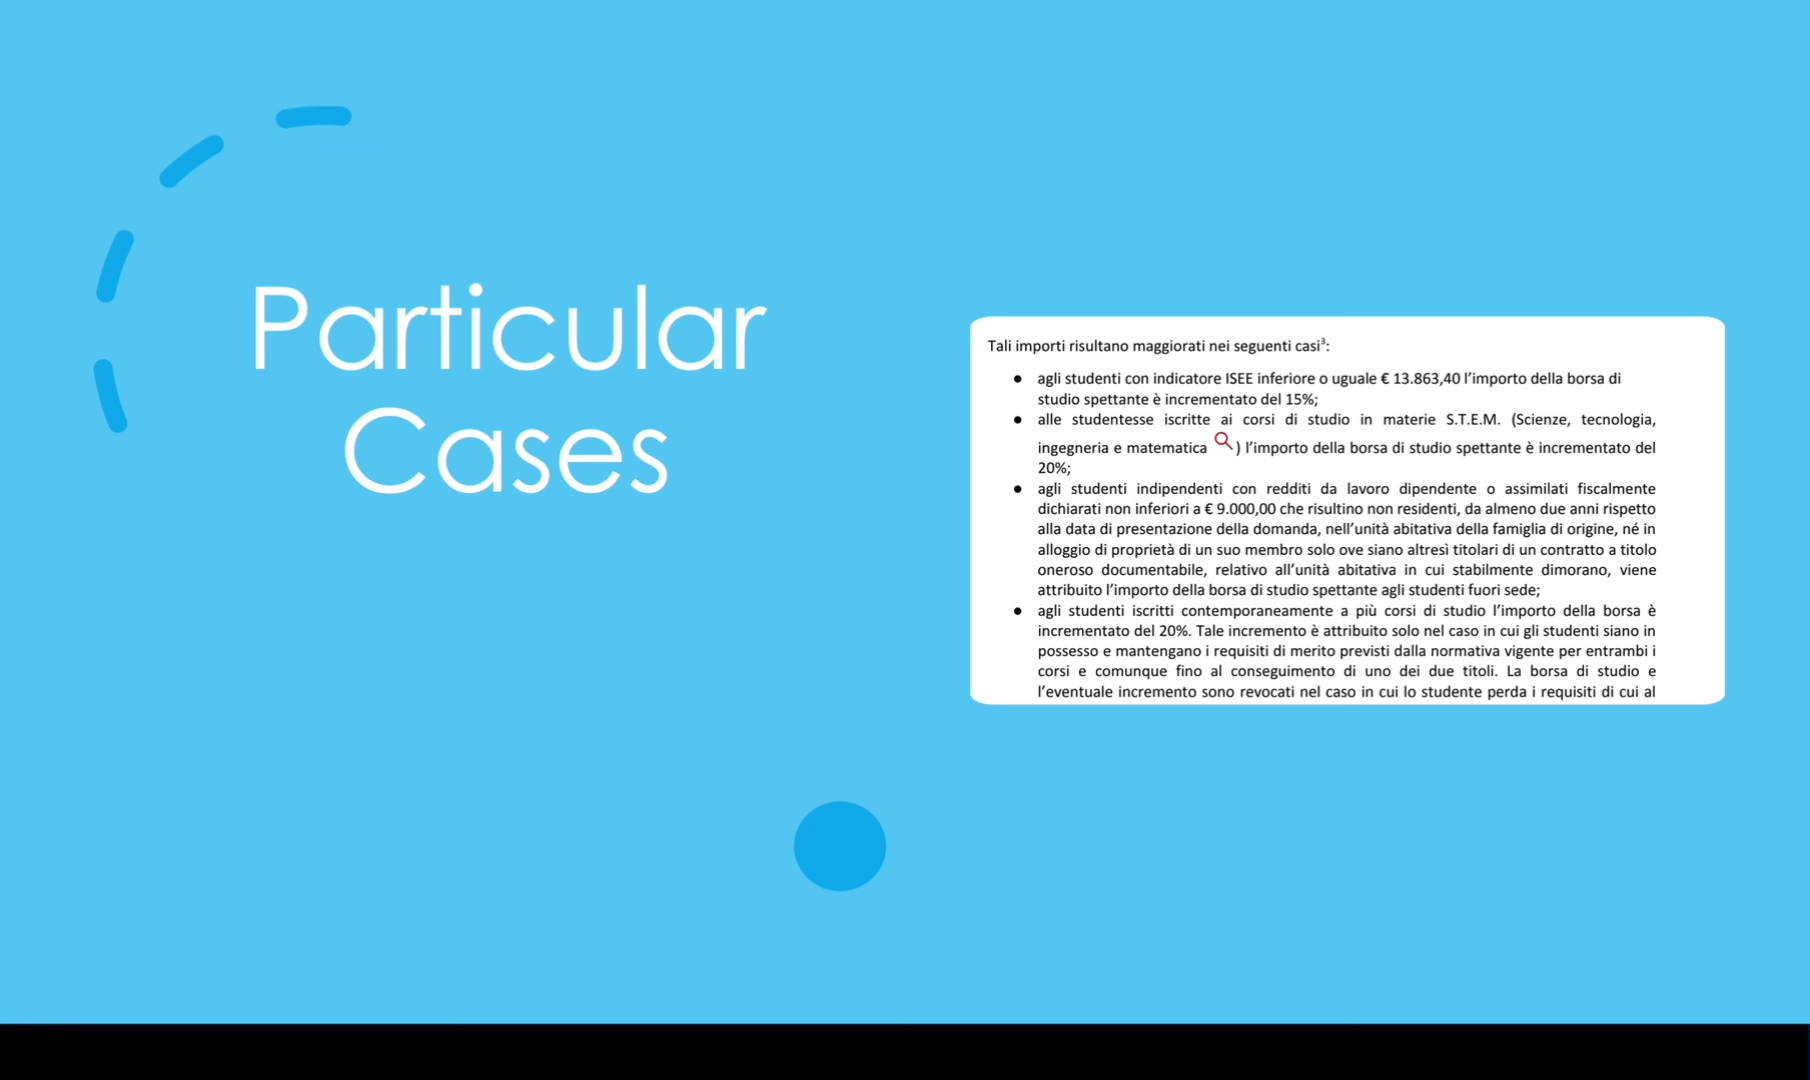 Particular
Cases
Tali importi risultano maggiorati nei seguenti casi³:
● agli studenti con indicatore ISEE inferiore o uguale € 13.863,40 l’importo della borsa di
studio spettante è incrementato del 15%;
● alle studentesse iscritte ai corsi di studio in materie S.T.E.M. (Scienze, tecnologia,
ingegneria e matematica ) l’importo della borsa di studio spettante è incrementato del
20%;
● agli studenti indipendenti con redditi da lavoro dipendente o assimilati fiscalmente
dichiarati non inferiori a € 9.000,00 che risultino non residenti, da almeno due anni rispetto
alla data di presentazione della domanda, nell’unità abitativa della famiglia di origine, né in
alloggio di proprietà di un suo membro solo ove siano altresì titolari di un contratto a titolo
oneroso documentabile, relativo all’unità abitativa in cui stabilmente dimorano, viene
attribuito l’importo della borsa di studio spettante agli studenti fuori sede;
● agli studenti iscritti contemporaneamente a più corsi di studio l’importo della borsa è
incrementato del 20%. Tale incremento è attribuito solo nel caso in cui gli studenti siano in
possesso e mantengano i requisiti di merito previsti dalla normativa vigente per entrambi i
corsi e comunque fino al conseguimento di uno dei due titoli. La borsa di studio e
l’eventuale incremento sono revocati nel caso in cui lo studente perda i requisiti di cui al